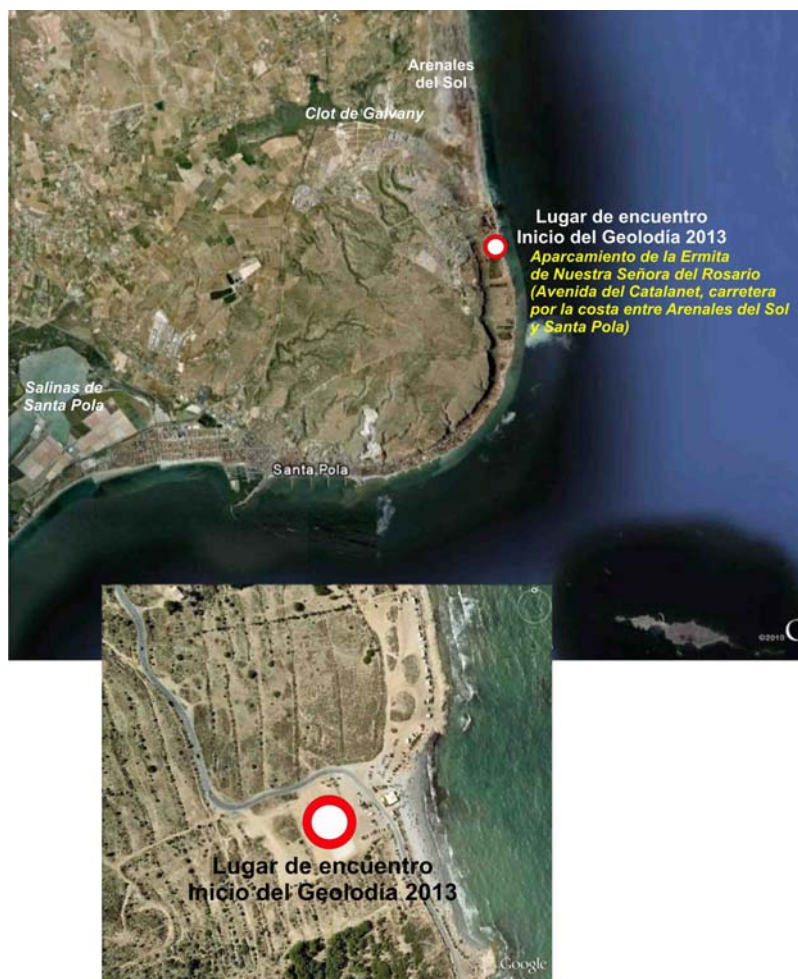 Arenales
del Sol
Clot de Galvany
Lugar de encuentro
Inicio del Geolodía 2013
Aparcamiento de la Ermita
de Nuestra Señora del Rosario
(Avenida del Catalanet, carretera
por la costa entre Arenales del Sol
y Santa Pola)
Salinas de
Santa Pola
Santa Pola
©2010
Lugar de encuentro
Inicio del Geolodía 2013
Google